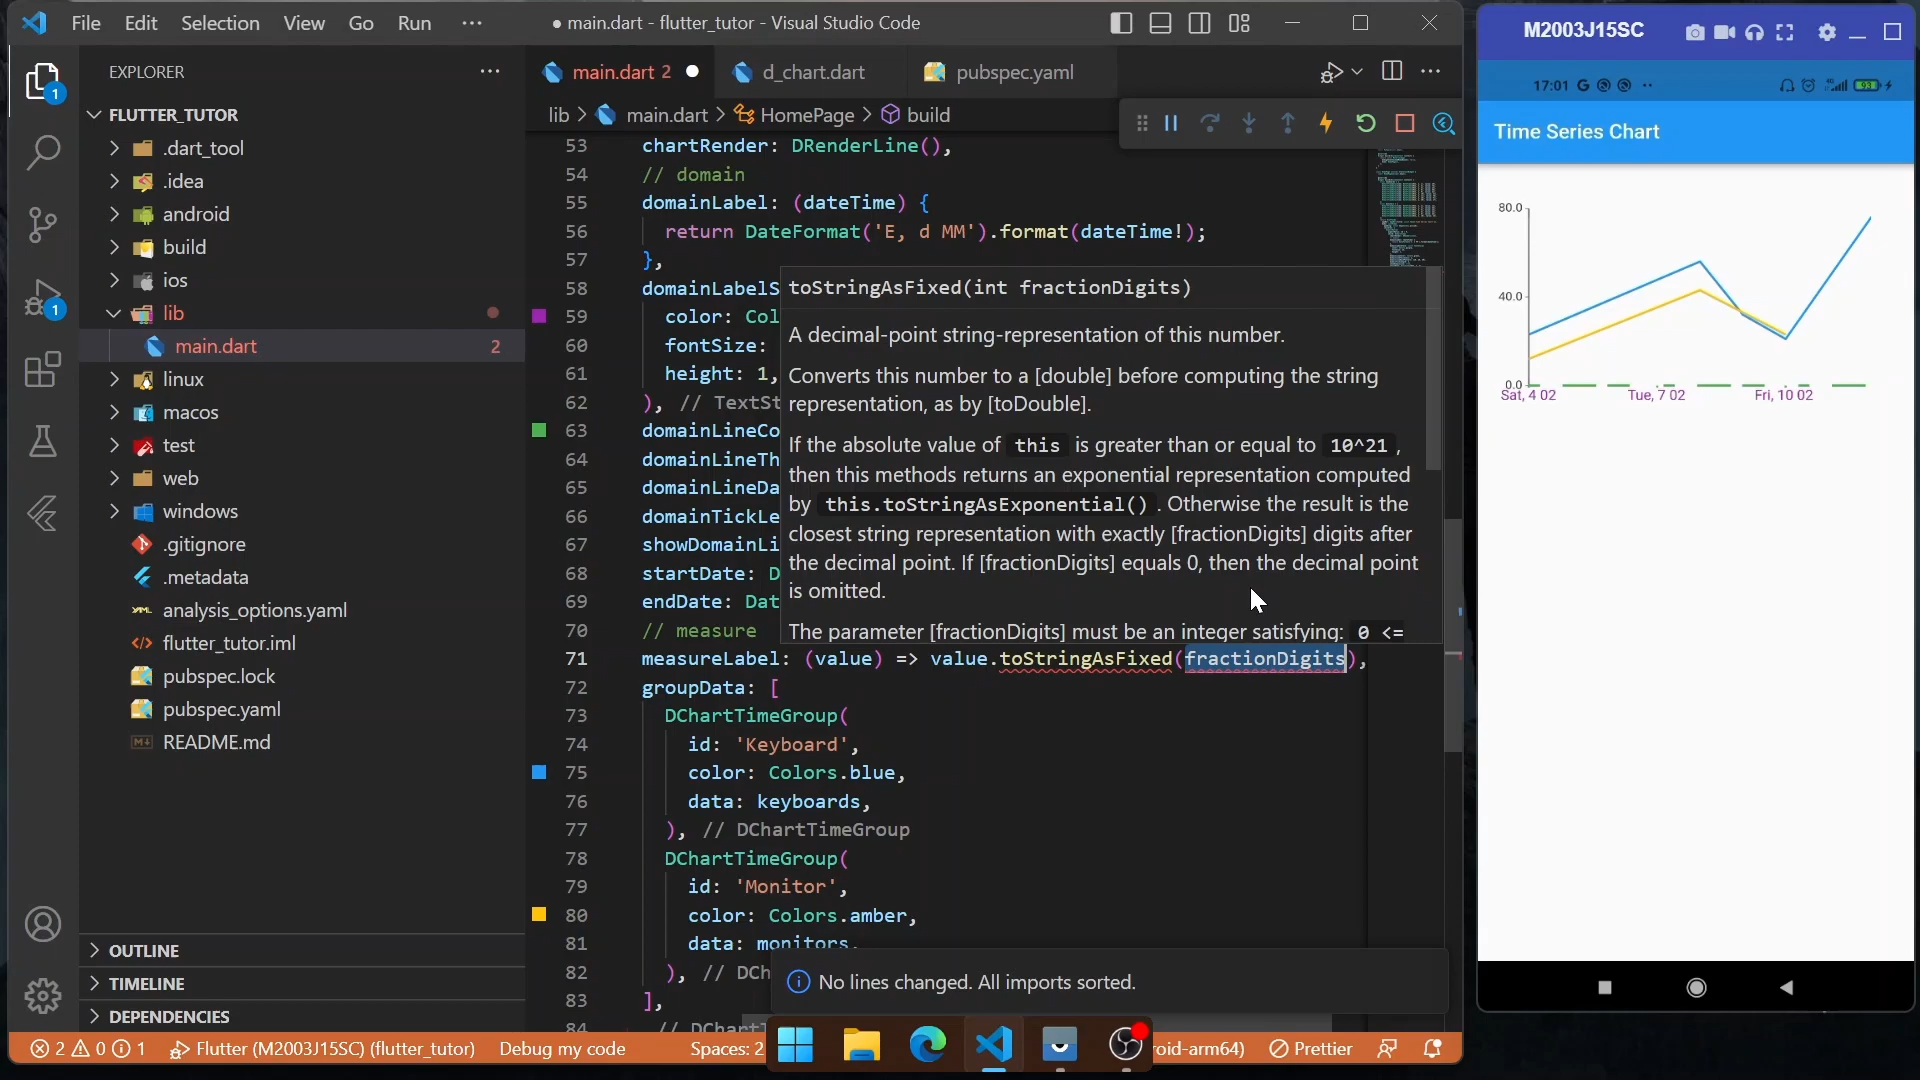 File Edit Selection View Go Run ···
● main.dart - flutter_tutor - Visual Studio Code
EXPLORER
FLUTTER_TUTOR
.dart_tool
.idea
android
build
ios
lib
main.dart 2
linux
macos
test
web
windows
.gitignore
.metadata
analysis_options.yaml
flutter_tutor.iml
pubspec.lock
pubspec.yaml
README.md
OUTLINE
TIMELINE
DEPENDENCIES
1
1
main.dart 2
d_chart.dart
pubspec.yaml
lib > main.dart > HomePage > build
53 chartRender: DRenderLine(),
54 // domain
55 domainLabel: (dateTime) {
56 return DateFormat('E, d MM').format(dateTime!);
57 },
58 domainLabelS
59 color: Col
60 fontSize:
61 height: 1,
62 ), // TextSt
63 domainLineCo
64 domainLineTh
65 domainLineDa
66 domainTickLe
67 showDomainLi
68 startDate: D
69 endDate: Dat
70 // measure
71 measureLabel: (value) => value.toStringAsFixed(fractionDigits),
72 groupData: [
73 DChartTimeGroup(
74 id: 'Keyboard',
75 color: Colors.blue,
76 data: keyboards,
77 ), // DChartTimeGroup
78 DChartTimeGroup(
79 id: 'Monitor',
80 color: Colors.amber,
81 data: monitors,
82 ), // DCh
83 ],
84 // DChartT
toStringAsFixed(int fractionDigits)
A decimal-point string-representation of this number.
Converts this number to a [double] before computing the string
representation, as by [toDouble].
If the absolute value of this is greater than or equal to 10^21,
then this methods returns an exponential representation computed
by this.toStringAsExponential(). Otherwise the result is the
closest string representation with exactly [fractionDigits] digits after
the decimal point. If [fractionDigits] equals 0, then the decimal point
is omitted.
The parameter [fractionDigits] must be an integer satisfying: 0 <=
No lines changed. All imports sorted.
2 0 1 Flutter (M2003J15SC) (flutter_tutor) Debug my code Spaces: 2
roid-arm64) Prettier
M2003J15SC
17:01
93
Time Series Chart
80.0
40.0
0.0
Sat, 4 02 Tue, 7 02 Fri, 10 02